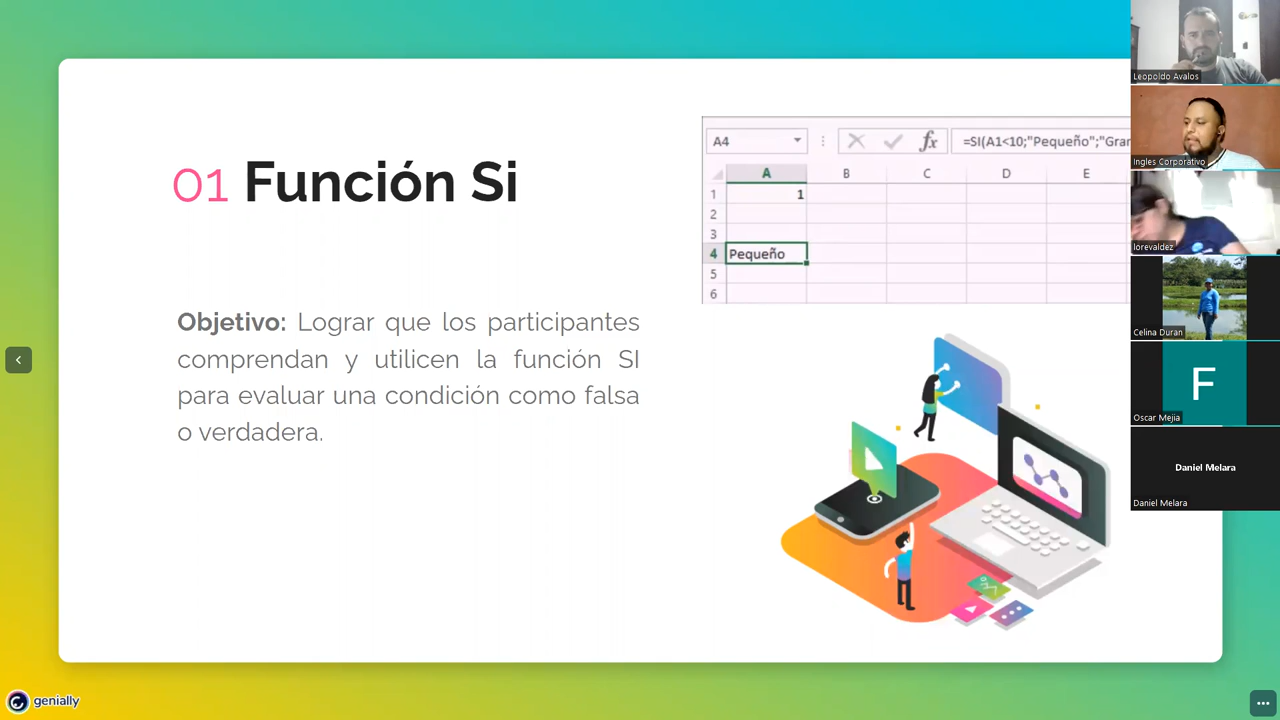 01 Función Si
Objetivo: Lograr que los participantes
comprendan y utilicen la función SI
para evaluar una condición como falsa
o verdadera.
A4
fx
=SI(A1<10;"Pequeño";"Gran
A B C D E
1 1
2
3
4 Pequeño
5
6
Leopoldo Avalos
Ingles Corporativo
lorevaldez
Celina Duran
F
Oscar Mejia
Daniel Melara
Daniel Melara
genially